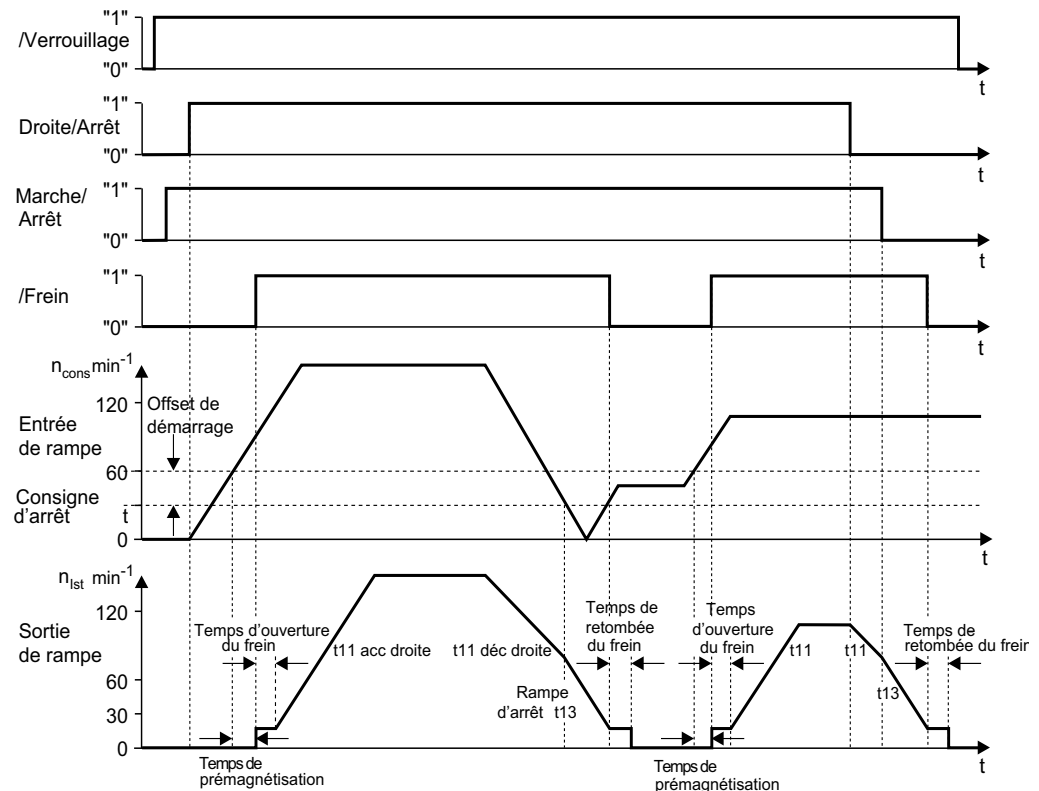 "1"
/Verrouillage
"0"
t
"1"
Droite/Arrêt
"0"
t
"1"
Marche/
Arrêt
"0"
t
"1"
/Frein
"0"
t
n_cons min^-1
120
Offset de
démarrage
Entrée
de rampe
60
Consigne
d'arrêt
t
0
t
n_Ist min^-1
120
Sortie
de rampe
Temps d'ouverture
du frein
t11 acc droite
t11 déc droite
Temps de
retombée
du frein
Temps
d'ouverture
du frein
t11
t11
Temps de
retombée du frein
60
Rampe
d'arrêt t13
t13
30
0
t
Temps de
prémagnétisation
Temps de
prémagnétisation